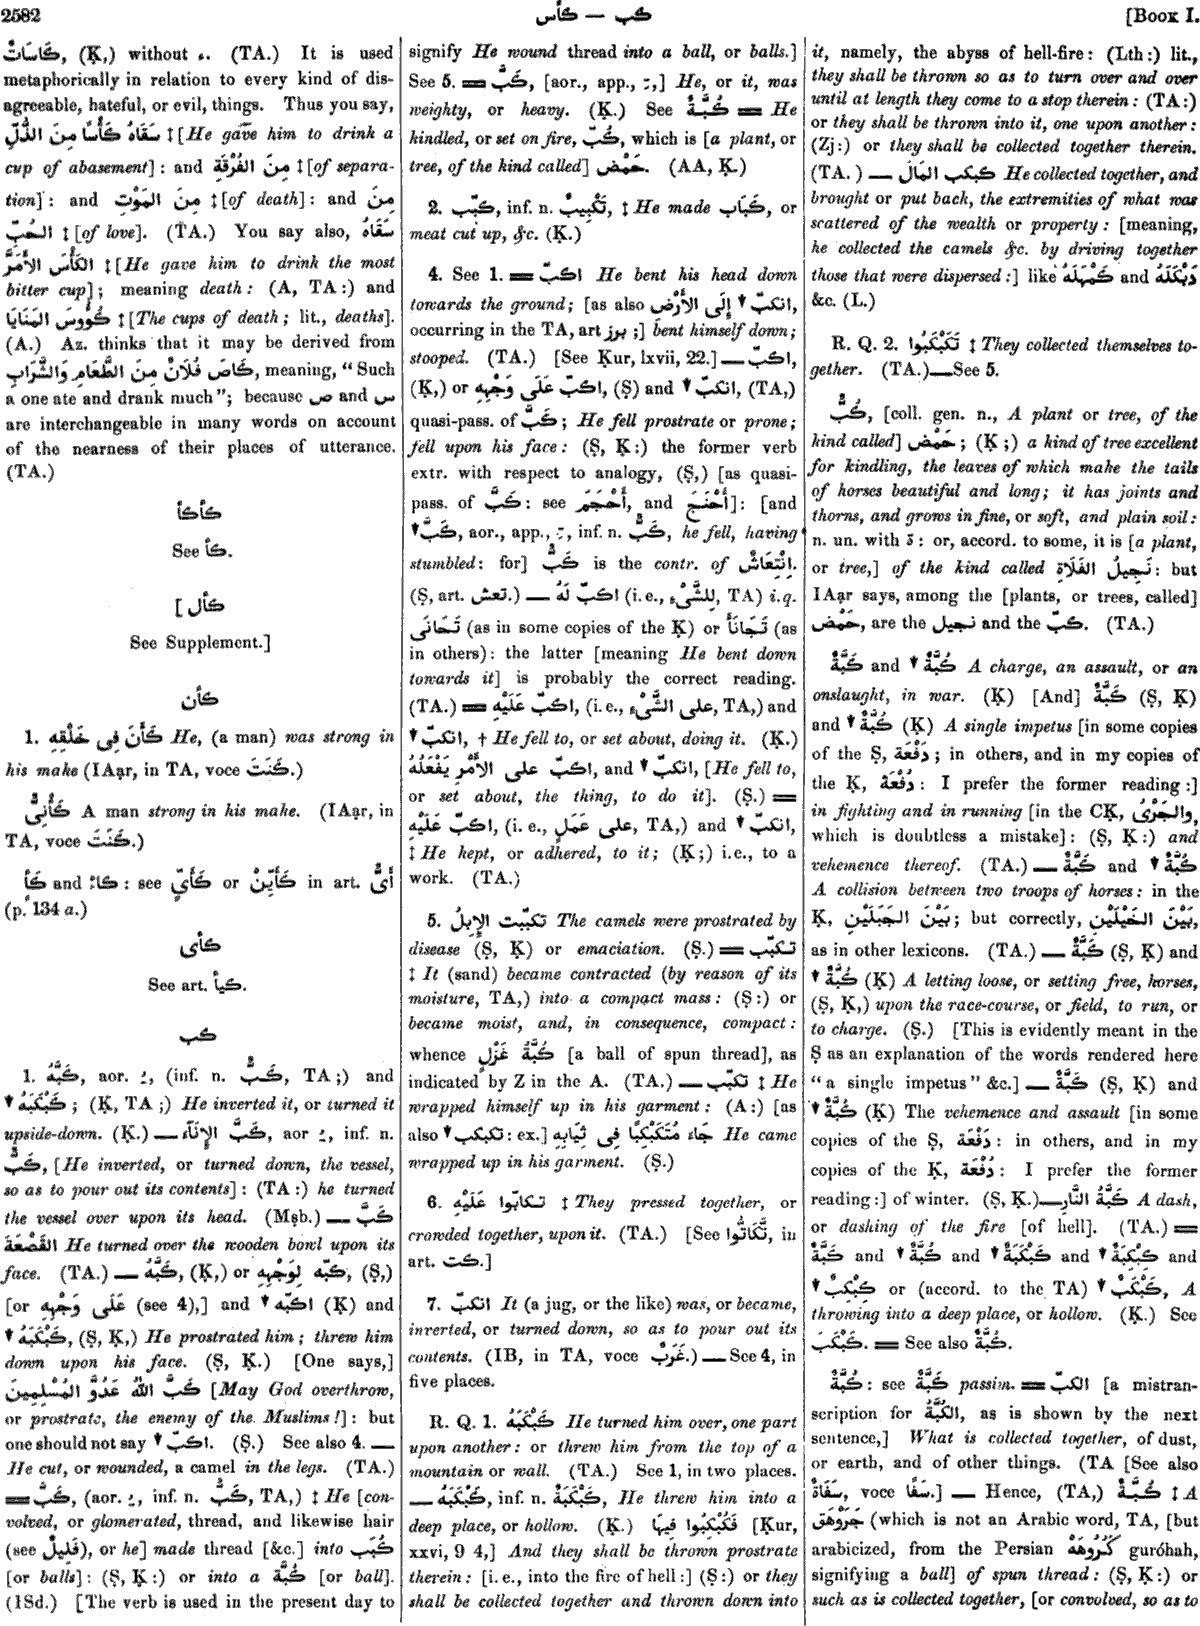 2582
كب — كأس
[Book I.
كَاسَاتٌ, (Ḳ,) without ء. (TA.) It is used
metaphorically in relation to every kind of dis-
agreeable, hateful, or evil, things. Thus you say,
سَقَاهُ كَأْسًا مِنَ الذُّلِّ ‡ [He gave him to drink a
cup of abasement]: and مِنَ الفُرْقَةِ ‡ [of separa-
tion]: and مِنَ المَوْتِ ‡ [of death]: and مِنَ
الحُبِّ ‡ [of love]. (TA.) You say also, سَقَاهُ
الكَأْسَ الأَمَرَّ ‡ [He gave him to drink the most
bitter cup]; meaning death: (A, TA:) and
كُؤُوسَ المَنَايَا ‡ [The cups of death; lit., deaths].
(A.) Az. thinks that it may be derived from
كَاصَ فُلَانٌ مِنَ الطَّعَامِ وَالشَّرَابِ, meaning, “Such
a one ate and drank much”; because ص and س
are interchangeable in many words on account
of the nearness of their places of utterance.
(TA.)
كأكأ
See كأ.
[ كأل
See Supplement.]
كأن
1. كَأَنَ فِى خَلْقِهِ He, (a man) was strong in
his make (IAạr, in TA, voce كَنَتَ.)
كَأْنِىٌّ A man strong in his make. (IAạr, in
TA, voce كَنَتَ.)
كَأَ and كَاءَ: see كَأَيِّنْ or كَأَيٍّ in art. أَىٌّ
(p. 134 a.)
كأى
See art. كيأ.
كب
1. كَبَّهُ, aor. ـُ, (inf. n. كَبٌّ, TA;) and
▼ كَبْكَبَهُ; (Ḳ, TA;) He inverted it, or turned it
upside-down. (Ḳ.) — كَبَّ الإِنَآءَ, aor ـُ, inf. n.
كَبٌّ, [He inverted, or turned down, the vessel,
so as to pour out its contents]: (TA:) he turned
the vessel over upon its head. (Mṣb.) — كَبَّ
القَصْعَةَ He turned over the wooden bowl upon its
face. (TA.) — كَبَّهُ, (Ḳ,) or كبّه لِوَجْهِهِ, (Ṣ,)
[or عَلَى وَجْهِهِ (see 4),] and ▼ اكبّه (Ḳ) and
▼ كَبْكَبَهُ, (Ṣ, Ḳ,) He prostrated him; threw him
down upon his face. (Ṣ, Ḳ.) [One says,]
كَبَّ اللّٰهُ عَدُوَّ المُسْلِمِينَ [May God overthrow,
or prostrate, the enemy of the Muslims!]: but
one should not say ▼ اكبّ. (Ṣ.) See also 4. —
He cut, or wounded, a camel in the legs. (TA.)
═ كَبَّ, (aor. ـُ, inf. n. كَبٌّ, TA,) ‡ He [con-
volved, or glomerated, thread, and likewise hair
(see فَلِيلٌ), or he] made thread [&c.] into كُبَب
[or balls]: (Ṣ, Ḳ:) or into a كُبَّة [or ball].
(ISd.) [The verb is used in the present day to
signify He wound thread into a ball, or balls.]
See 5. ═ كَبَّ, [aor., app., ـِ,] He, or it, was
weighty, or heavy. (Ḳ.) See كُبَّةٌ ═ He
kindled, or set on fire, كُبّ, which is [a plant, or
tree, of the kind called] حَمْض. (AA, Ḳ.)
2. كبّب, inf. n. تَكْبِيبٌ, ‡ He made كَبَاب, or
meat cut up, &c. (Ḳ.)
4. See 1. ═ اكبّ He bent his head down
towards the ground; [as also ▼ انكبّ إِلَى الأَرْضِ,
occurring in the TA, art برز;] bent himself down;
stooped. (TA.) [See Ḳur, lxvii, 22.] — اكبّ,
(Ḳ,) or اكبّ عَلَى وَجْهِهِ, (Ṣ) and ▼ انكبّ, (TA,)
quasi-pass. of كَبَّ; He fell prostrate or prone;
fell upon his face: (Ṣ, Ḳ:) the former verb
extr. with respect to analogy, (Ṣ,) [as quasi-
pass. of كَبَّ: see أَحْجَمَ, and أَحْنَجَ]: [and
▼ كَبَّ, aor., app., ـِ, inf. n. كَبٌّ, he fell, having
stumbled: for] كَبٌّ is the contr. of اِنْتِعَاشٌ.
(Ṣ, art. نعش.) — اكبّ لَهُ (i.e., لِلشَّىْءِ, TA) i.q.
تَحَانَى (as in some copies of the Ḳ) or تَجَانَأَ (as
in others): the latter [meaning He bent down
towards it] is probably the correct reading.
(TA.) ═ اكبّ عَلَيْهِ, (i.e., على الشَّىْءِ, TA,) and
▼ انكبّ, † He fell to, or set about, doing it. (Ḳ.)
اكبّ على الأَمْرِ يَفْعَلُهُ, and ▼ انكبّ, [He fell to,
or set about, the thing, to do it]. (Ṣ.) ═
اكبّ عَلَيْهِ, (i. e., على عَمَلٍ, TA,) and ▼ انكبّ,
‡ He kept, or adhered, to it; (Ḳ;) i.e., to a
work. (TA.)
5. تكبّبت الإِبِلُ The camels were prostrated by
disease (Ṣ, Ḳ) or emaciation. (Ṣ.) ═ تكبّب
‡ It (sand) became contracted (by reason of its
moisture, TA,) into a compact mass: (Ṣ:) or
became moist, and, in consequence, compact:
whence كُبَّةُ غَزْلٍ [a ball of spun thread], as
indicated by Z in the A. (TA.) — تكبّب ‡ He
wrapped himself up in his garment: (A:) [as
also ▼ تكبكب: ex.] جَاءَ مُتَكَبْكِبًا فِى ثِيَابِهِ He came
wrapped up in his garment. (Ṣ.)
6. تكابّوا عَلَيْهِ ‡ They pressed together, or
crowded together, upon it. (TA.) [See تَكَاتُّوا, in
art. كت.]
7. انكبّ It (a jug, or the like) was, or became,
inverted, or turned down, so as to pour out its
contents. (IB, in TA, voce غَرَبٌ.) — See 4, in
five places.
R. Q. 1. كَبْكَبَهُ He turned him over, one part
upon another: or threw him from the top of a
mountain or wall. (TA.) See 1, in two places.
— كَبْكَبَهُ, inf. n. كَبْكَبَةٌ, He threw him into a
deep place, or hollow. (Ḳ.) فَكُبْكِبُوا فِيهَا [Ḳur,
xxvi, 9 4,] And they shall be thrown prostrate
therein: [i.e., into the fire of hell:] (Ṣ:) or they
shall be collected together and thrown down into
it, namely, the abyss of hell-fire: (Lth:) lit.,
they shall be thrown so as to turn over and over
until at length they come to a stop therein: (TA:)
or they shall be thrown into it, one upon another:
(Zj:) or they shall be collected together therein.
(TA. ) — كبكب المَالَ He collected together, and
brought or put back, the extremities of what was
scattered of the wealth or property: [meaning,
he collected the camels &c. by driving together
those that were dispersed:] like كَمْهَلَهُ and دَبْكَلَهُ
&c. (L.)
R. Q. 2. تَكَبْكَبُوا ‡ They collected themselves to-
gether. (TA.)—See 5.
كُبٌّ, [coll. gen. n., A plant or tree, of the
kind called] حَمْض; (Ḳ;) a kind of tree excellent
for kindling, the leaves of which make the tails
of horses beautiful and long; it has joints and
thorns, and grows in fine, or soft, and plain soil:
n. un. with ة: or, accord. to some, it is [a plant,
or tree,] of the kind called نَجِيلُ الفَلَاةِ: but
IAạr says, among the [plants, or trees, called]
حَمْض, are the نجيل and the كبّ. (TA.)
كَبَّةٌ and ▼ كُبَّةٌ A charge, an assault, or an
onslaught, in war. (Ḳ) [And] كَبَّةٌ (Ṣ, Ḳ)
and ▼ كُبَّةٌ (Ḳ) A single impetus [in some copies
of the Ṣ, دَفْعَة; in others, and in my copies of
the Ḳ, دُفْعَة: I prefer the former reading:]
in fighting and in running [in the CḲ, والجَرْىُ,
which is doubtless a mistake]: (Ṣ, Ḳ:) and
vehemence thereof. (TA.) — كَبَّةٌ and ▼ كُبَّةٌ
A collision between two troops of horses: in the
Ḳ, بَيْنَ الجَبَلَيْنِ; but correctly, بَيْنَ الخَيْلَيْنِ,
as in other lexicons. (TA.) — كَبَّةٌ (Ṣ, Ḳ) and
▼ كُبَّةٌ (Ḳ) A letting loose, or setting free, horses,
(Ṣ, Ḳ,) upon the race-course, or field, to run, or
to charge. (Ṣ.) [This is evidently meant in the
Ṣ as an explanation of the words rendered here
“a single impetus” &c.] — كَبَّةٌ (Ṣ, Ḳ) and
▼ كُبَّةٌ (Ḳ) The vehemence and assault [in some
copies of the Ṣ, دَفْعَة: in others, and in my
copies of the Ḳ, دُفْعَة: I prefer the former
reading:] of winter. (Ṣ, Ḳ.)—كَبَّةُ النَّارِ A dash,
or dashing of the fire [of hell]. (TA.) ═
كَبَّةٌ and ▼ كُبَّةٌ and ▼ كَبْكَبَةٌ and ▼ كِبْكِبَةٌ and
▼ كِبْكِبٌ or (accord. to the TA) ▼ كَبْكَبٌ, A
throwing into a deep place, or hollow. (Ḳ.) See
كَبْكَبَ. ═ See also كُبَّةٌ.
كُبَّةٌ: see كَبَّةٌ passim. ═ الكبّ [a mistran-
scription for الكُبَّةُ, as is shown by the next
sentence,] What is collected together, of dust,
or earth, and of other things. (TA [See also
سَفَاةٌ, voce سَفًا.] — Hence, (TA,) كُبَّةٌ ‡ A
جَرَوْهَق (which is not an Arabic word, TA, [but
arabicized, from the Persian كُرُوهَهْ guróhah,
signifying a ball] of spun thread: (Ṣ, Ḳ:) or
such as is collected together, [or convolved, so as to